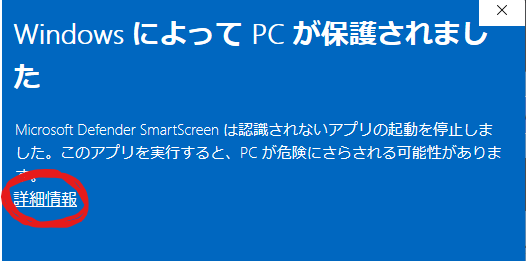 Windows によって PC が保護されまし
た
Microsoft Defender SmartScreen は認識されないアプリの起動を停止しま
した。このアプリを実行すると、PC が危険にさらされる可能性がありま
す。
詳細情報